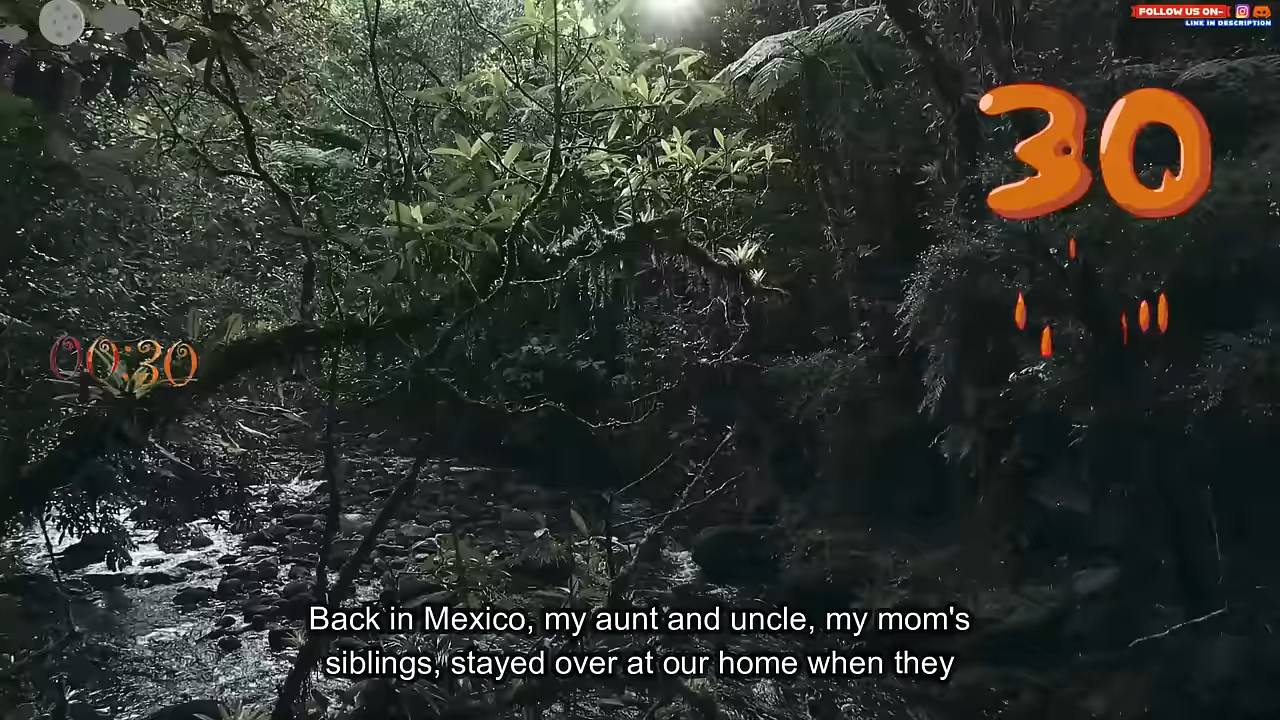 FOLLOW US ON-
LINK IN DESCRIPTION
30
00:30
Back in Mexico, my aunt and uncle, my mom's
siblings, stayed over at our home when they